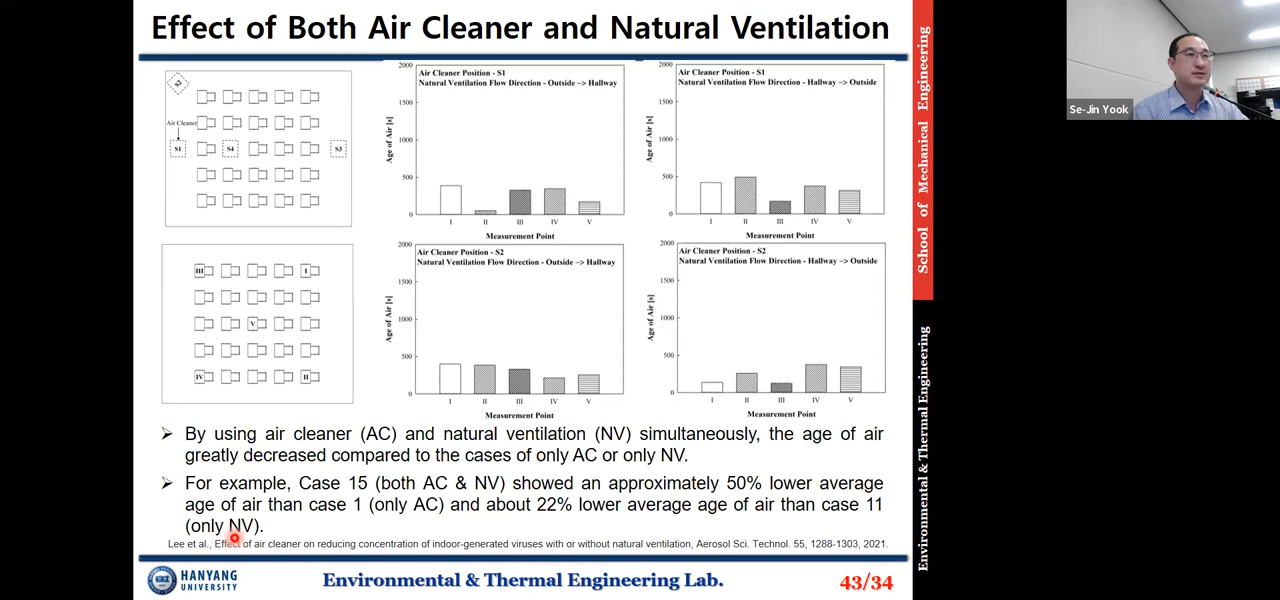 Effect of Both Air Cleaner and Natural Ventilation
S2
Air Cleaner
S1
S4
S3
Air Cleaner Position - S1
Natural Ventilation Flow Direction - Outside –> Hallway
2000
1500
1000
500
0
Age of Air [s]
I II III IV V
Measurement Point
Air Cleaner Position - S1
Natural Ventilation Flow Direction - Hallway –> Outside
2000
1500
1000
500
0
Age of Air [s]
I II III IV V
Measurement Point
III
I
V
IV
II
Air Cleaner Position - S2
Natural Ventilation Flow Direction - Outside –> Hallway
2000
1500
1000
500
0
Age of Air [s]
I II III IV V
Measurement Point
Air Cleaner Position - S2
Natural Ventilation Flow Direction - Hallway –> Outside
2000
1500
1000
500
0
Age of Air [s]
I II III IV V
Measurement Point
➢ By using air cleaner (AC) and natural ventilation (NV) simultaneously, the age of air
greatly decreased compared to the cases of only AC or only NV.
➢ For example, Case 15 (both AC & NV) showed an approximately 50% lower average
age of air than case 1 (only AC) and about 22% lower average age of air than case 11
(only NV).
Lee et al., Effect of air cleaner on reducing concentration of indoor-generated viruses with or without natural ventilation, Aerosol Sci. Technol. 55, 1288-1303, 2021.
HANYANG
UNIVERSITY
Environmental & Thermal Engineering Lab.
43/34
School of Mechanical Engineering
Environmental & Thermal Engineering
Se-Jin Yook